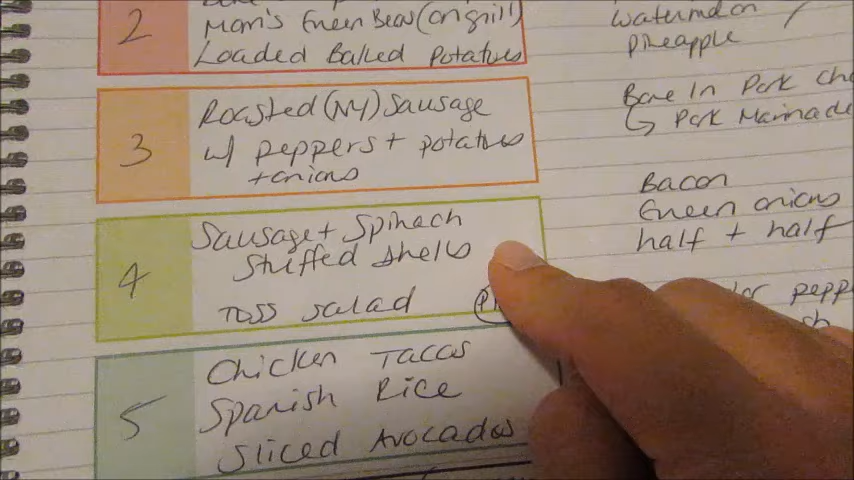 2
Mom's Green Beans (on grill)
Loaded Baked Potatoes
3
Roasted (NY) Sausage
w/ peppers + potatoes
+ onions
4
Sausage + Spinach
Stuffed Shells
Toss salad
5
Chicken Tacos
Spanish Rice
Sliced Avocados
watermelon
pineapple
Bone In Pork
Pork Marinade
Bacon
Green onions
half + half